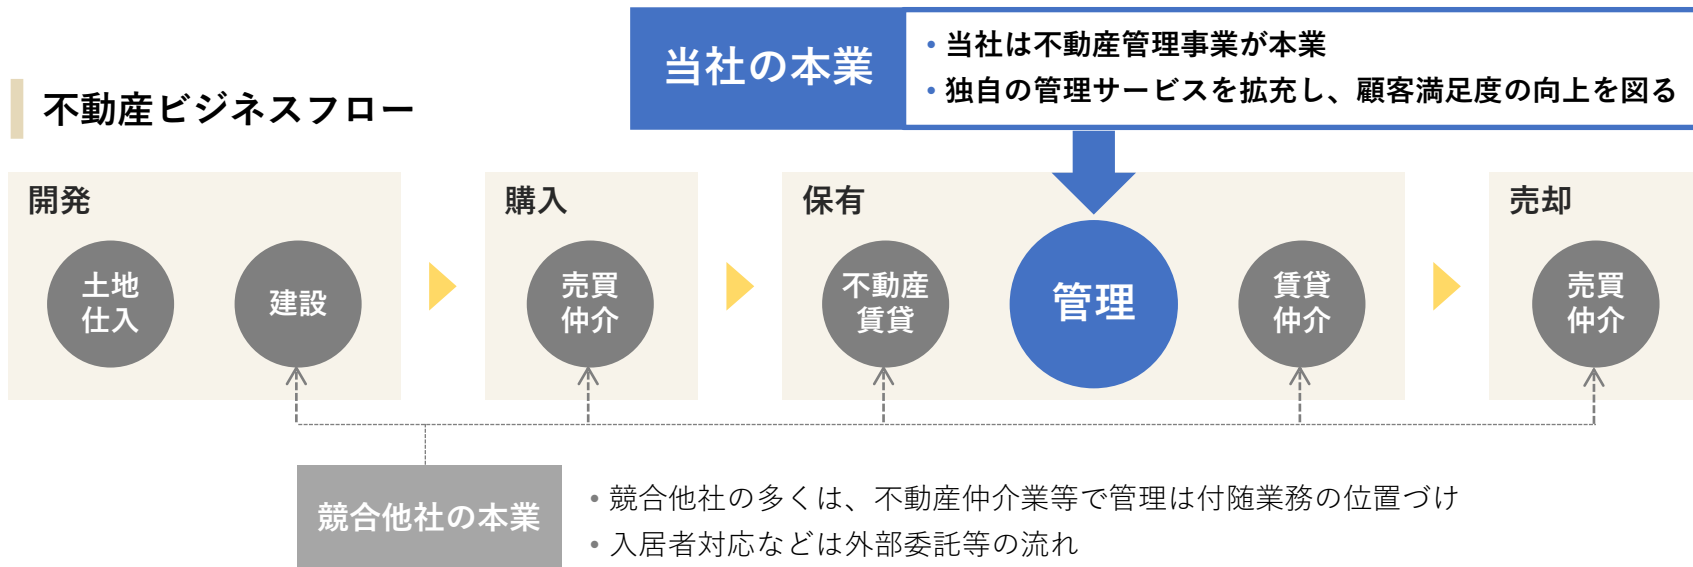 当社の本業
・当社は不動産管理事業が本業
・独自の管理サービスを拡充し、顧客満足度の向上を図る
不動産ビジネスフロー
開発
土地
仕入
建設
購入
売買
仲介
保有
不動産
賃貸
管理
賃貸
仲介
売却
売買
仲介
競合他社の本業
・競合他社の多くは、不動産仲介業等で管理は付随業務の位置づけ
・入居者対応などは外部委託等の流れ